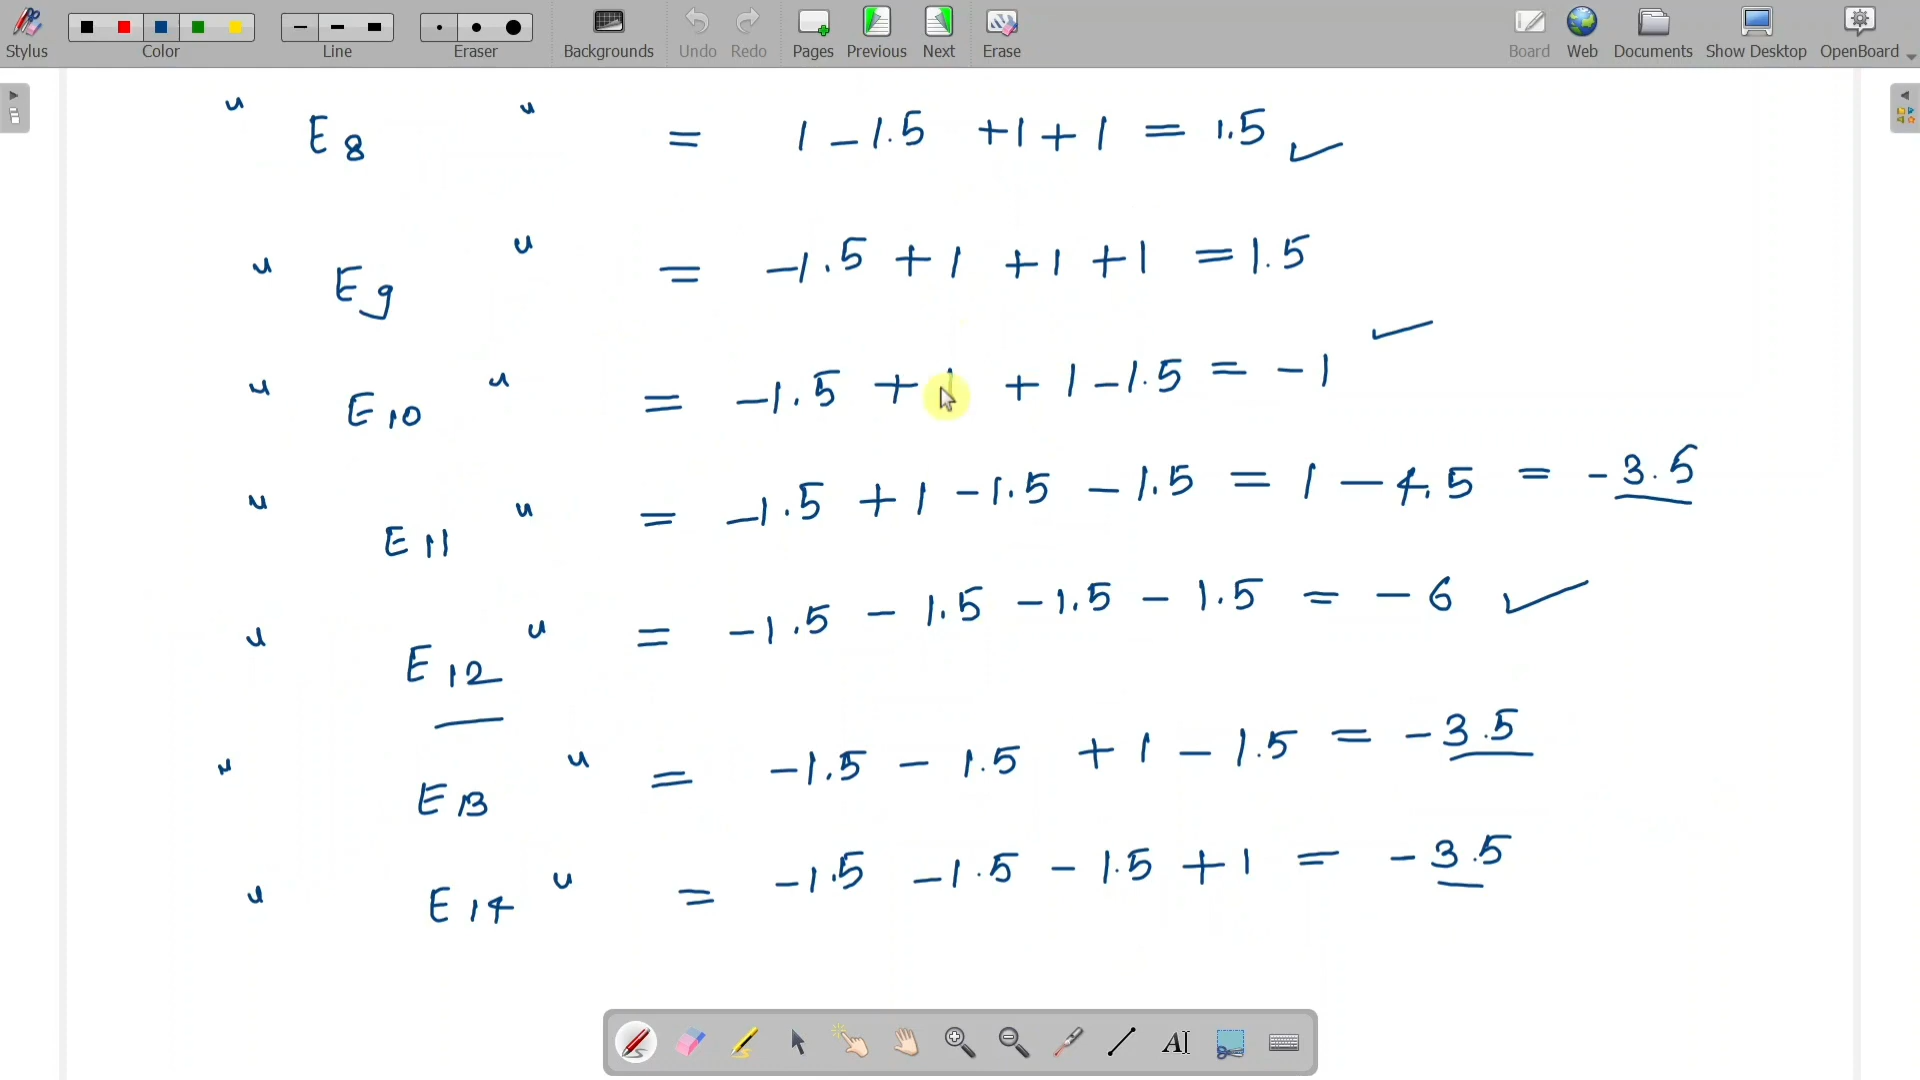 Stylus Color Line Eraser Backgrounds Undo Redo Pages Previous Next Erase Board Web Documents Show Desktop OpenBoard
" E8 " = 1 - 1.5 + 1 + 1 = 1.5 ✓
" E9 " = -1.5 + 1 + 1 + 1 = 1.5
" E10 " = -1.5 + 1 + 1 - 1.5 = -1 ✓
" E11 " = -1.5 + 1 - 1.5 - 1.5 = 1 - 4.5 = -3.5
" E12 " = -1.5 - 1.5 - 1.5 - 1.5 = -6 ✓
" E13 " = -1.5 - 1.5 + 1 - 1.5 = -3.5
" E14 " = -1.5 - 1.5 - 1.5 + 1 = -3.5
AI